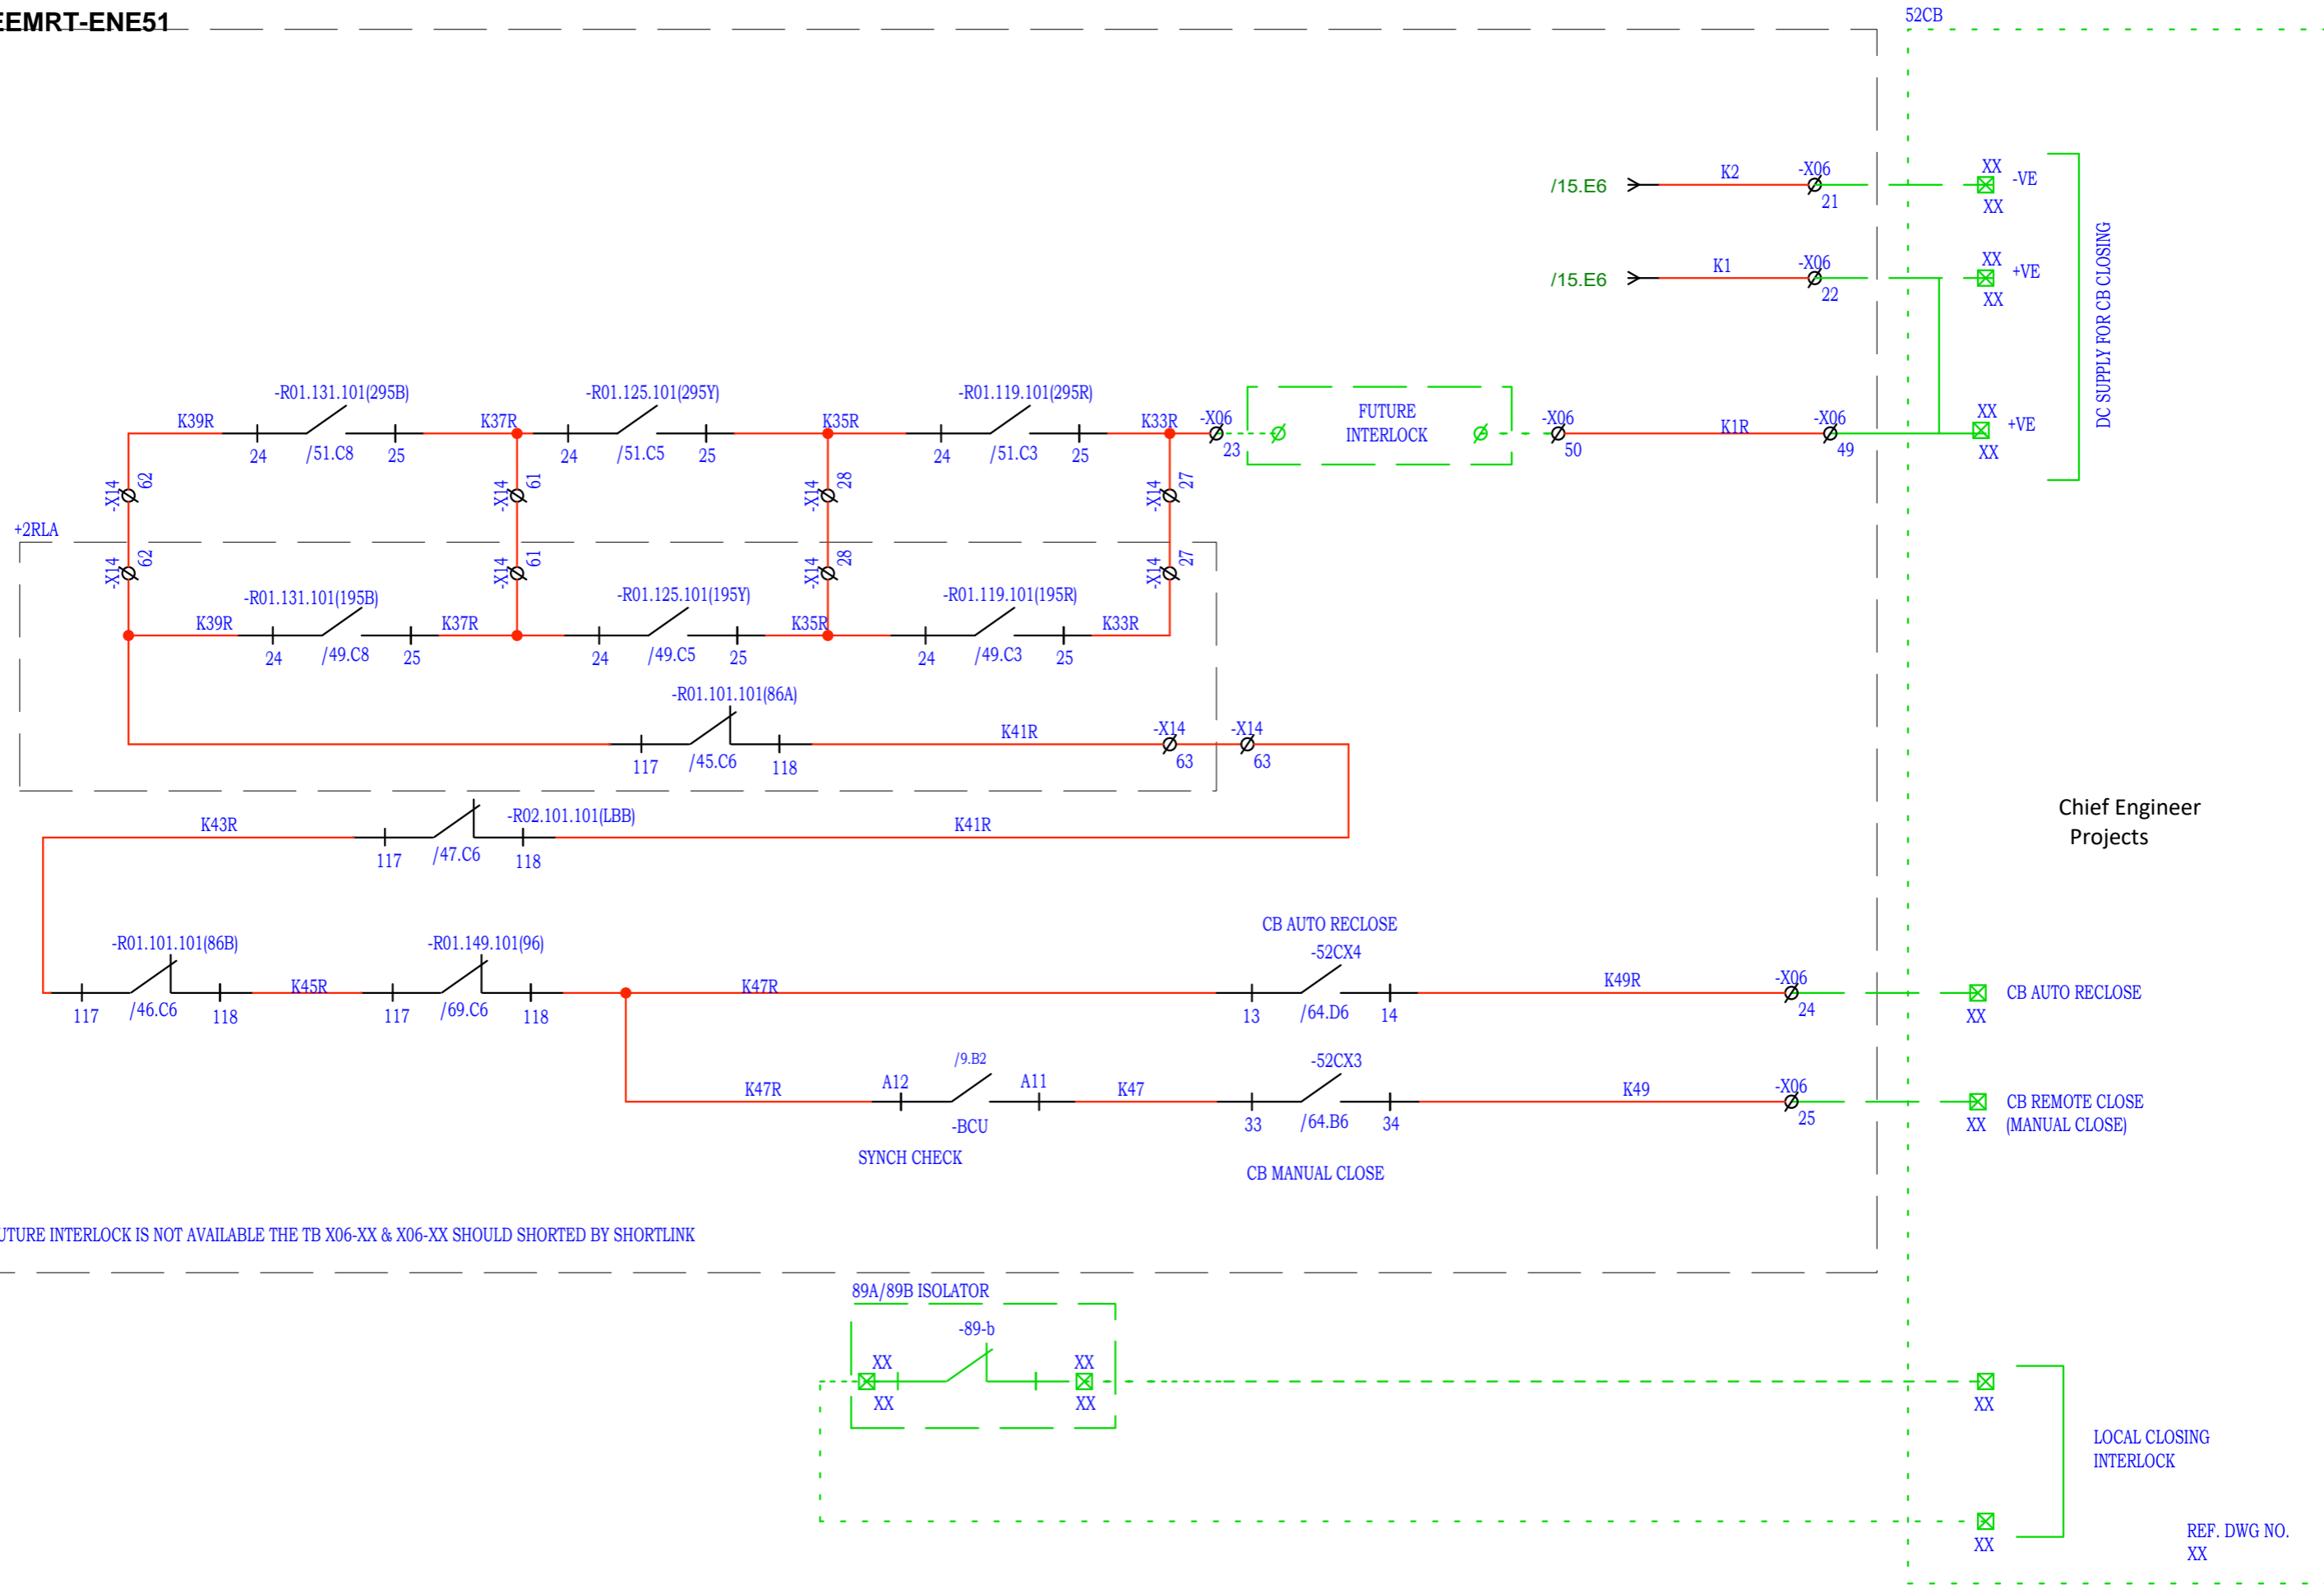 EEMRT-ENE51
52CB
K2
-X06
21
/15.E6
XX
-VE
XX
K1
-X06
22
/15.E6
XX
+VE
XX
DC SUPPLY FOR CB CLOSING
-R01.131.101(295B)
-R01.125.101(295Y)
-R01.119.101(295R)
K39R
24
/51.C8
25
K37R
24
/51.C5
25
K35R
24
/51.C3
25
K33R
-X06
23
FUTURE
INTERLOCK
-X06
50
K1R
-X06
49
XX
+VE
XX
-X14
62
-X14
61
-X14
28
-X14
27
+2RLA
-X14
62
-X14
61
-X14
28
-X14
27
-R01.131.101(195B)
-R01.125.101(195Y)
-R01.119.101(195R)
K39R
24
/49.C8
25
K37R
24
/49.C5
25
K35R
24
/49.C3
25
K33R
-R01.101.101(86A)
117
/45.C6
118
K41R
-X14
63
-X14
63
K43R
117
/47.C6
-R02.101.101(LBB)
118
K41R
Chief Engineer
Projects
-R01.101.101(86B)
117
/46.C6
118
K45R
-R01.149.101(96)
117
/69.C6
118
K47R
CB AUTO RECLOSE
-52CX4
13
/64.D6
14
K49R
-X06
24
XX
CB AUTO RECLOSE
K47R
A12
/9.B2
A11
-BCU
SYNCH CHECK
K47
-52CX3
33
/64.B6
34
CB MANUAL CLOSE
K49
-X06
25
XX
CB REMOTE CLOSE
(MANUAL CLOSE)
UTURE INTERLOCK IS NOT AVAILABLE THE TB X06-XX & X06-XX SHOULD SHORTED BY SHORTLINK
89A/89B ISOLATOR
-89-b
XX
XX
XX
XX
XX
LOCAL CLOSING
INTERLOCK
XX
REF. DWG NO.
XX